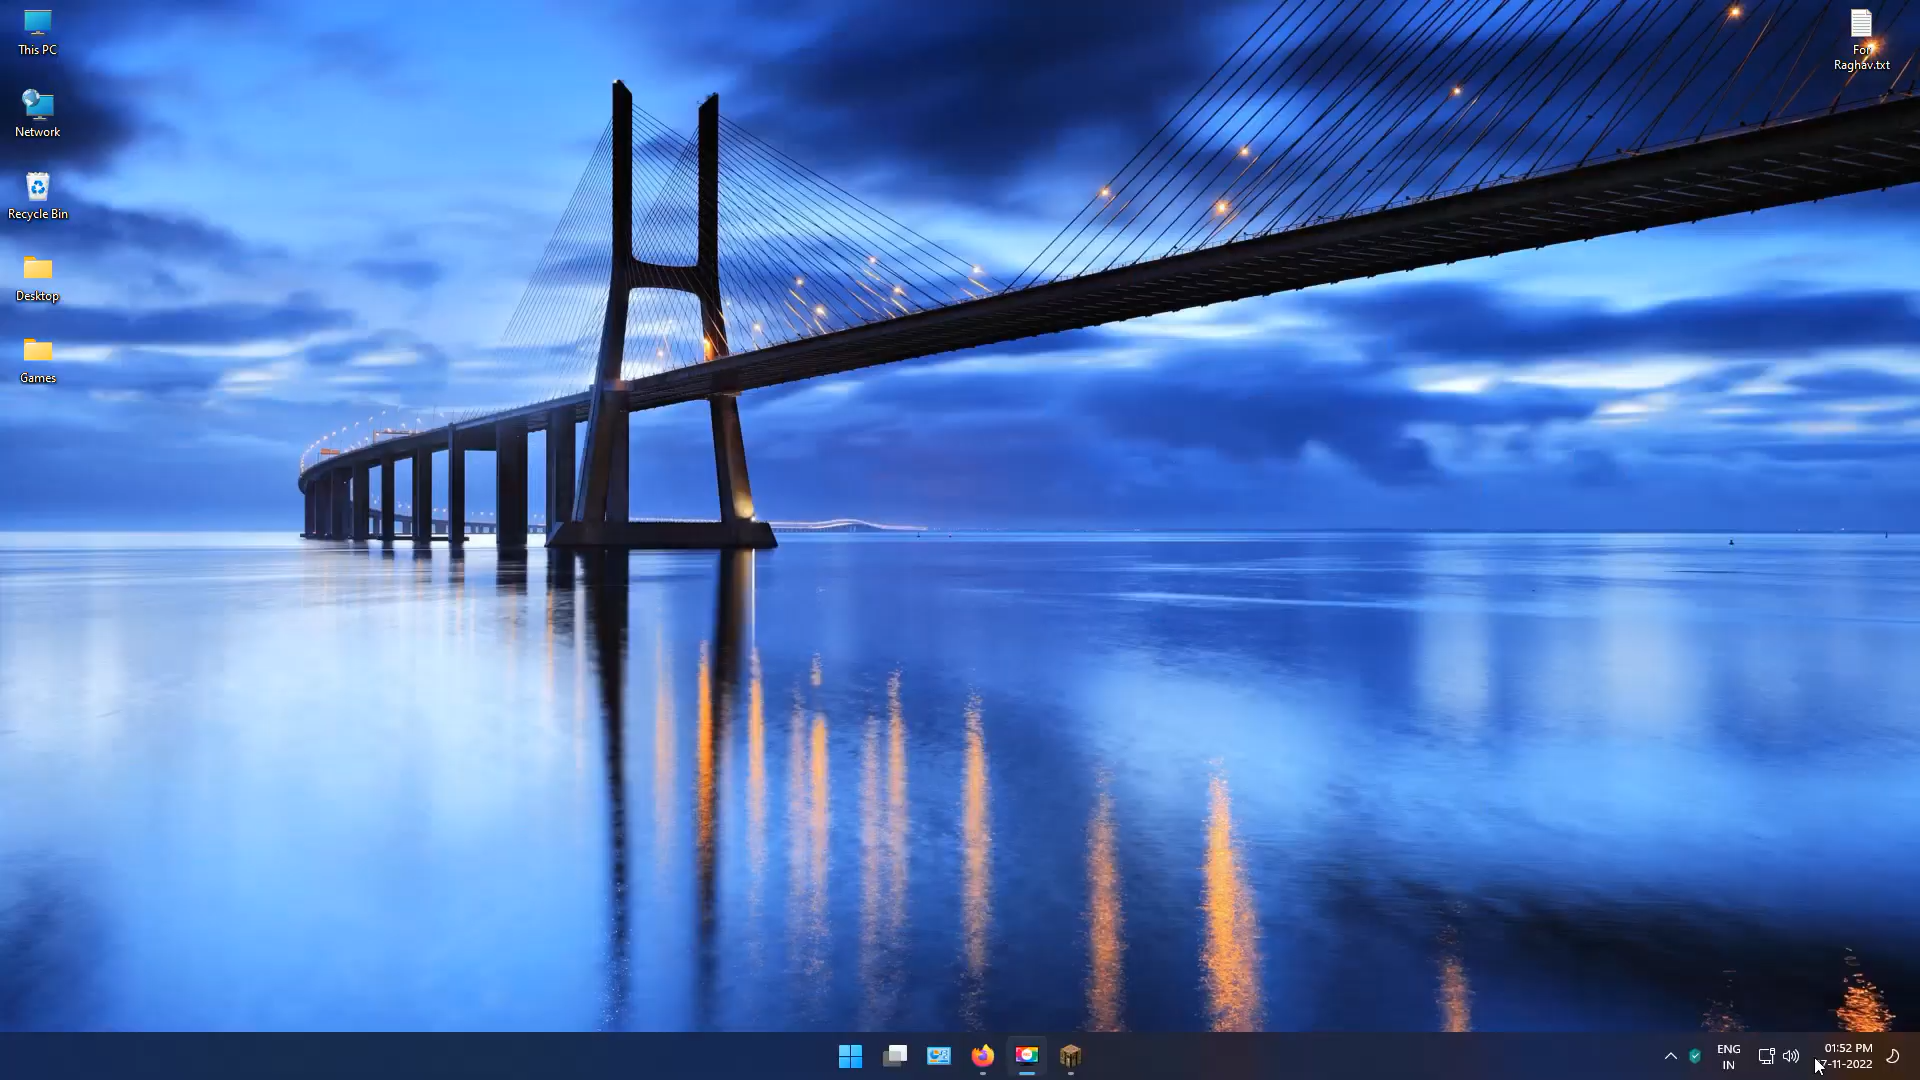 This PC
Network
Recycle Bin
Desktop
Games
For
Raghav.txt
ENG
IN
01:52 PM
7-11-2022